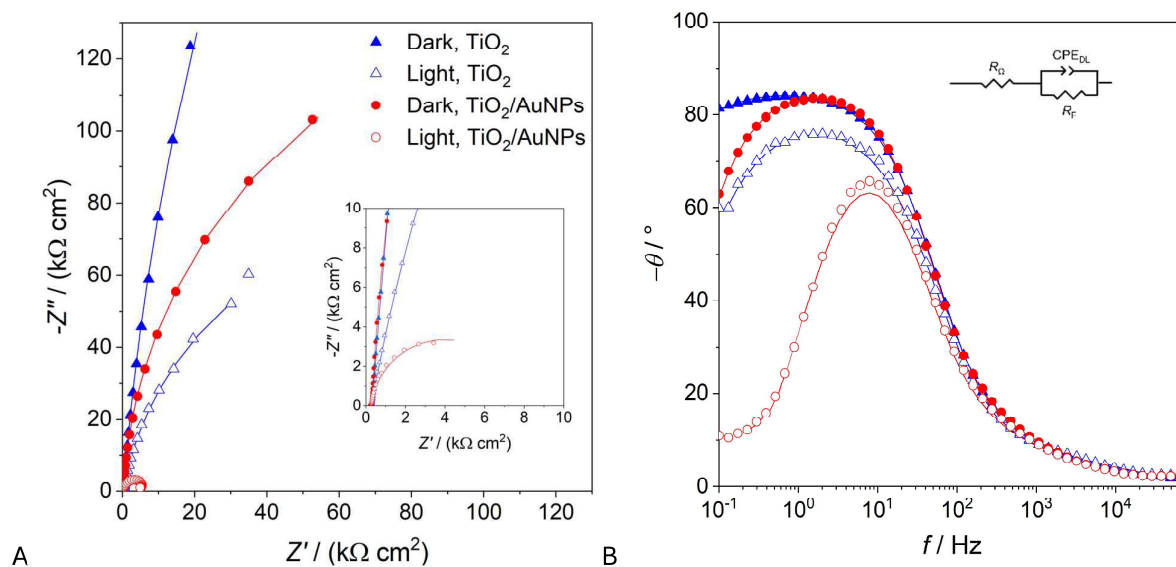 -Z″ / (kΩ cm²)
120
100
80
60
40
20
0
0 20 40 60 80 100 120
Z′ / (kΩ cm²)
Dark, TiO₂
Light, TiO₂
Dark, TiO₂/AuNPs
Light, TiO₂/AuNPs
-Z″ / (kΩ cm²)
10
8
6
4
2
0
0 2 4 6 8 10
Z′ / (kΩ cm²)
A
−θ / °
100
80
60
40
20
0
10⁻¹ 10⁰ 10¹ 10² 10³ 10⁴
f / Hz
R_Ω
CPE_DL
R_F
B